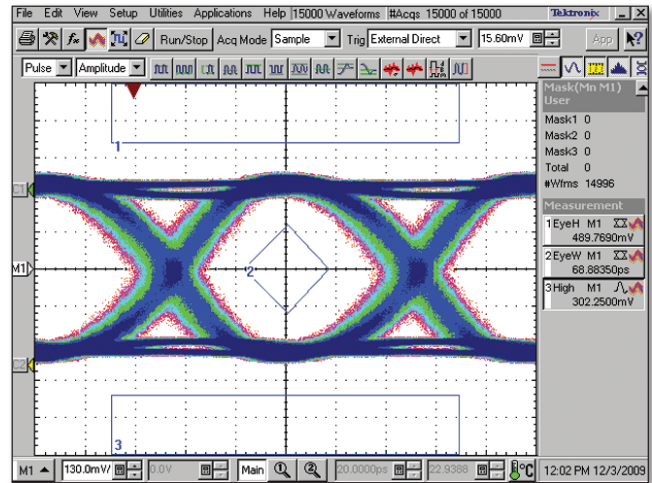 File Edit View Setup Utilities Applications Help 15000 Waveforms #Acqs 15000 of 15000 Tektronix
Run/Stop Acq Mode Sample Trig External Direct 15.60mV App
Pulse Amplitude
Mask(Mn M1)
User
Mask1 0
Mask2 0
Mask3 0
Total 0
#Wfms 14996
Measurement
1 EyeH M1
489.7690mV
2 EyeW M1
68.88350ps
3 High M1
302.2500mV
1
C1
M1
2
C2
3
M1 130.0mV/ 0.0V Main 1 2 20.0000ps 22.9388 °C 12:02 PM 12/3/2009